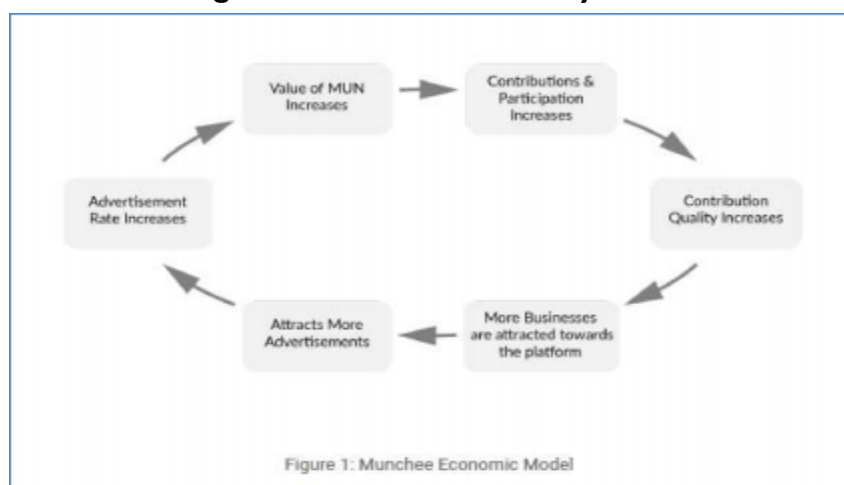 Value of MUN
Increases
Contributions &
Participation
Increases
Contribution
Quality Increases
More Businesses
are attracted towards
the platform
Attracts More
Advertisements
Advertisement
Rate Increases
Figure 1: Munchee Economic Model